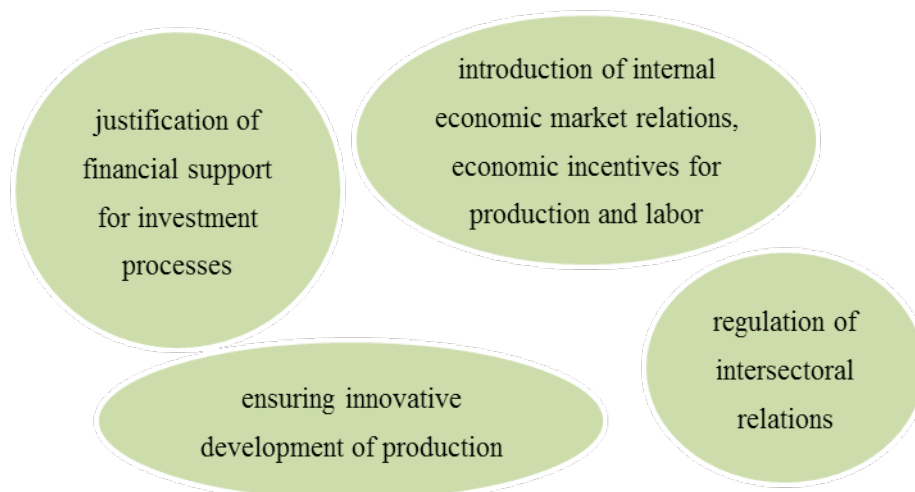 justification of
financial support
for investment
processes
introduction of internal
economic market relations,
economic incentives for
production and labor
regulation of
intersectoral
relations
ensuring innovative
development of production